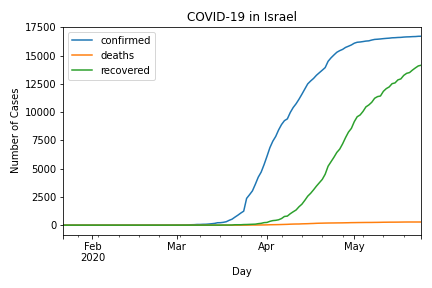 COVID-19 in Israel
17500
15000
12500
10000
7500
5000
2500
0
Number of Cases
confirmed
deaths
recovered
Feb
2020
Mar
Apr
May
Day